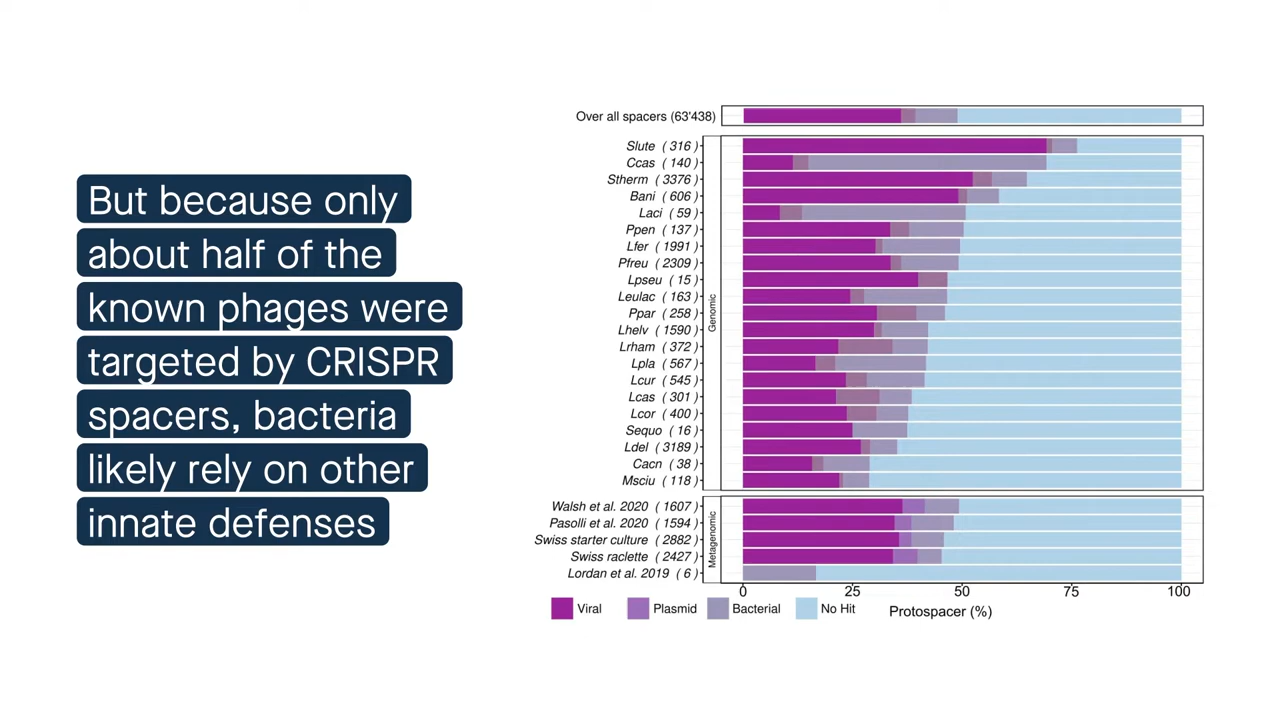 But because only
about half of the
known phages were
targeted by CRISPR
spacers, bacteria
likely rely on other
innate defenses
Over all spacers (63'438)
Slute ( 316 )
Ccas ( 140 )
Stherm ( 3376 )
Bani ( 606 )
Laci ( 59 )
Ppen ( 137 )
Lfer ( 1991 )
Pfreu ( 2309 )
Lpseu ( 15 )
Leulac ( 163 )
Ppar ( 258 )
Lhelv ( 1590 )
Lrham ( 372 )
Lpla ( 567 )
Lcur ( 545 )
Lcas ( 301 )
Lcor ( 400 )
Sequo ( 16 )
Ldel ( 3189 )
Cacn ( 38 )
Msciu ( 118 )
Genomic
Walsh et al. 2020 ( 1607 )
Pasolli et al. 2020 ( 1594 )
Swiss starter culture ( 2882 )
Swiss raclette ( 2427 )
Lordan et al. 2019 ( 6 )
Metagenomic
0 25 50 75 100
Viral Plasmid Bacterial No Hit Protospacer (%)